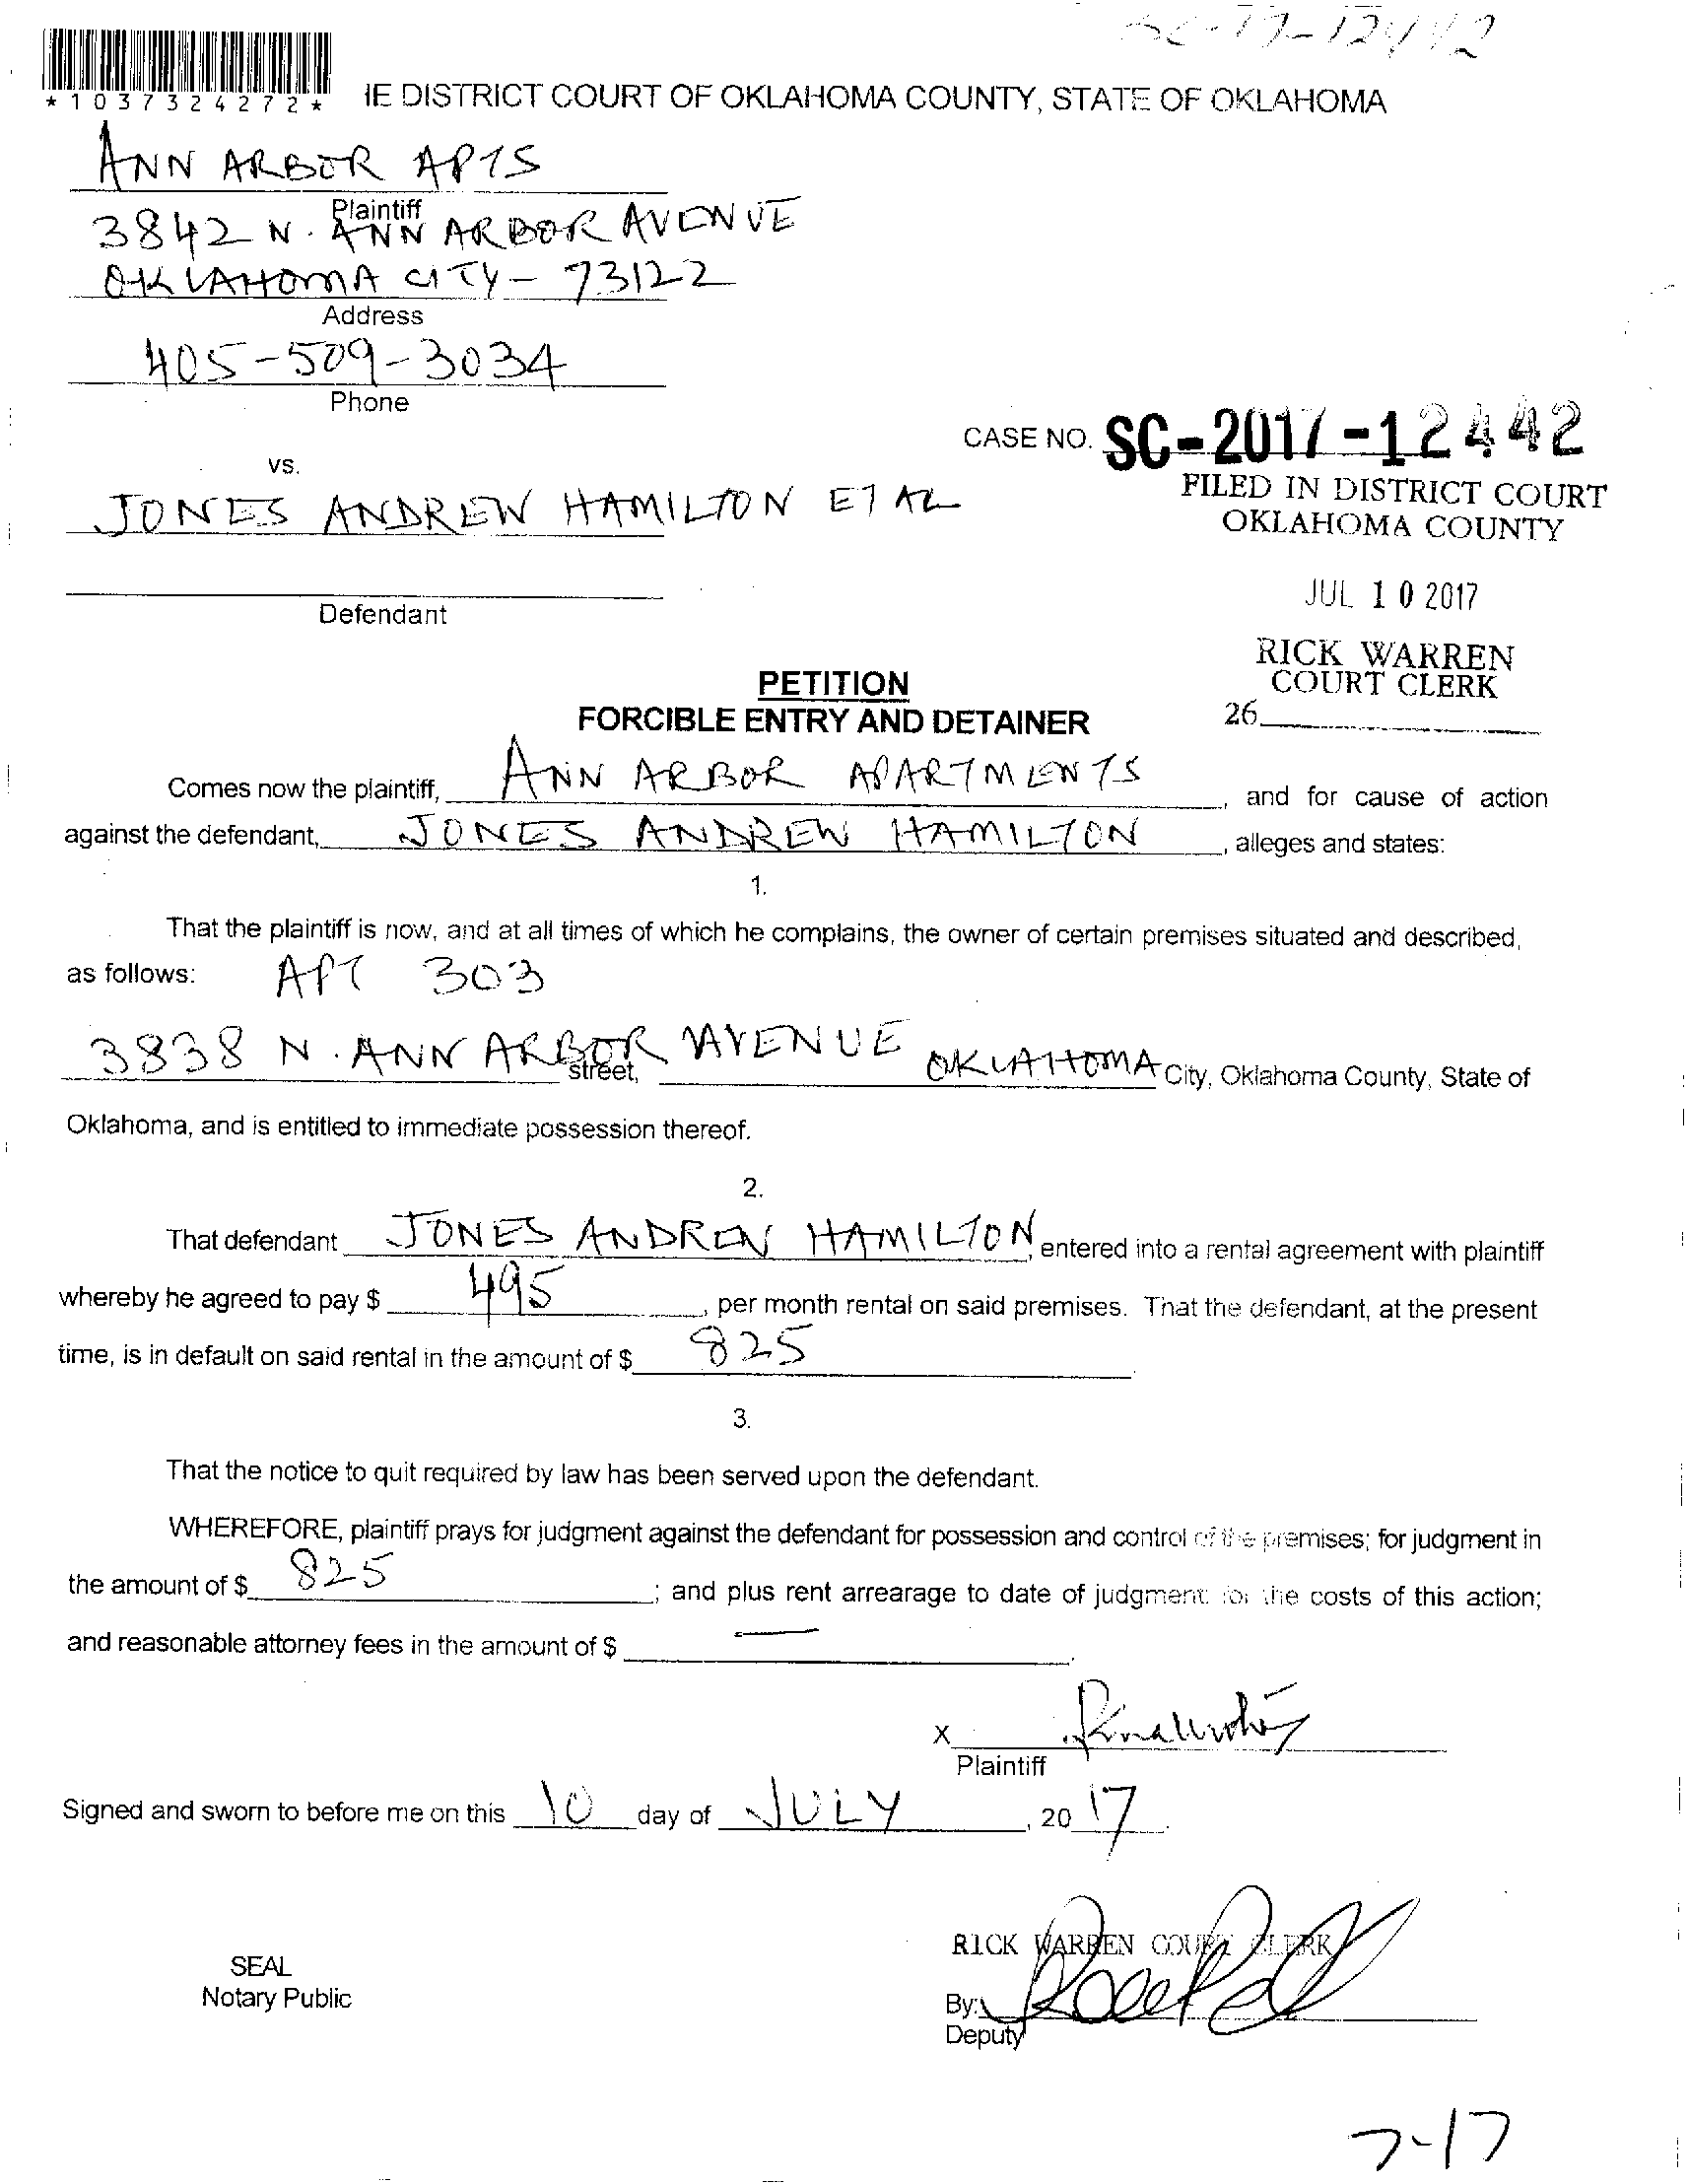 SC-17-12442
*1037324272*
IE DISTRICT COURT OF OKLAHOMA COUNTY, STATE OF OKLAHOMA
ANN ARBOR APTS
Plaintiff
3842 N. ANN ARBOR AVENUE
OKLAHOMA CITY - 73122
Address
405-509-3034
Phone
CASE NO. SC-2017-12442
vs.
FILED IN DISTRICT COURT
OKLAHOMA COUNTY
JONES ANDREW HAMILTON ET AL
JUL 10 2017
Defendant
RICK WARREN
COURT CLERK
26
PETITION
FORCIBLE ENTRY AND DETAINER
Comes now the plaintiff, ANN ARBOR APARTMENTS, and for cause of action
against the defendant, JONES ANDREW HAMILTON, alleges and states:
1.
That the plaintiff is now, and at all times of which he complains, the owner of certain premises situated and described,
as follows: APT 303
3838 N. ANN ARBOR AVENUE street, OKLAHOMA City, Oklahoma County, State of
Oklahoma, and is entitled to immediate possession thereof.
2.
That defendant JONES ANDREW HAMILTON, entered into a rental agreement with plaintiff
whereby he agreed to pay $ 495, per month rental on said premises. That the defendant, at the present
time, is in default on said rental in the amount of $ 825.
3.
That the notice to quit required by law has been served upon the defendant.
WHEREFORE, plaintiff prays for judgment against the defendant for possession and control of the premises; for judgment in
the amount of $ 825; and plus rent arrearage to date of judgment: for the costs of this action;
and reasonable attorney fees in the amount of $ —.
X
Plaintiff
Signed and sworn to before me on this 10 day of JULY, 20 17.
RICK WARREN COURT CLERK
SEAL
Notary Public
By:
Deputy
7-17